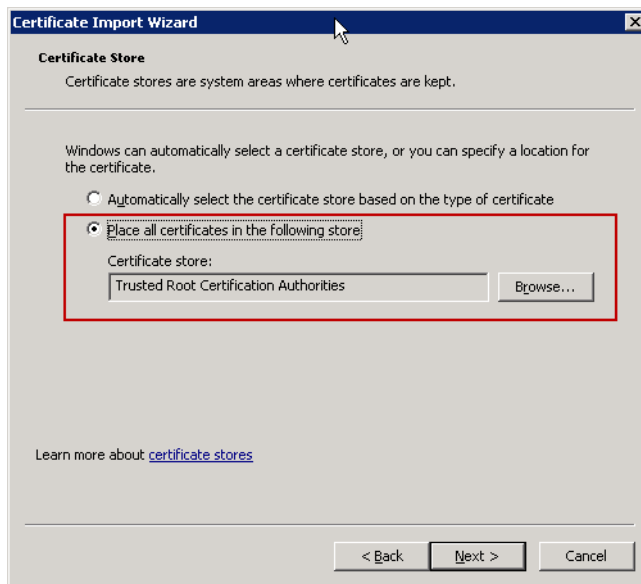 Certificate Import Wizard
Certificate Store
Certificate stores are system areas where certificates are kept.
Windows can automatically select a certificate store, or you can specify a location for
the certificate.
Automatically select the certificate store based on the type of certificate
Place all certificates in the following store
Certificate store:
Trusted Root Certification Authorities
Browse...
Learn more about certificate stores
< Back
Next >
Cancel